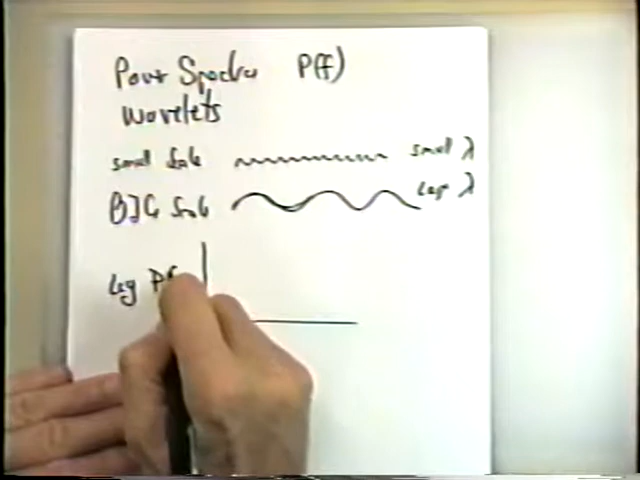 Power Spectra P(f)
Wavelets
small Scale small λ
BIG Scale large λ
log P(